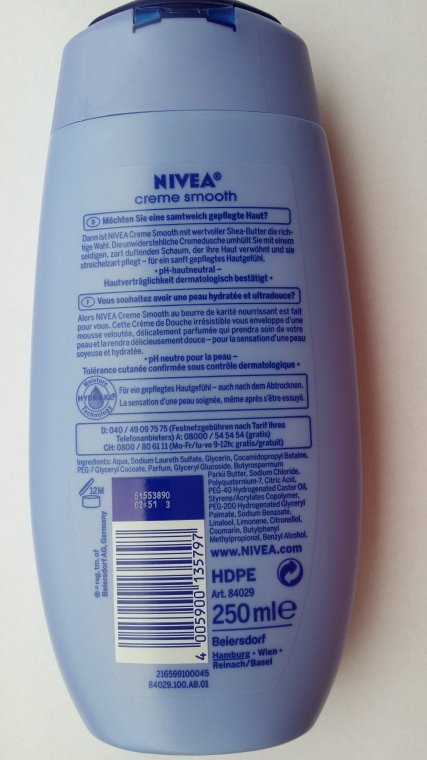 NIVEA®
creme smooth
D Möchten Sie eine samtweich gepflegte Haut?
Dann ist NIVEA Creme Smooth mit wertvoller Shea-Butter die rich-
tige Wahl. Die unwiderstehliche Cremedusche umhüllt Sie mit einem
seidigen, zart duftenden Schaum, der Ihre Haut verwöhnt und sie
streichelzart pflegt – für ein sanft gepflegtes Hautgefühl.
• pH-hautneutral –
Hautverträglichkeit dermatologisch bestätigt •
F Vous souhaitez avoir une peau hydratée et ultradouce?
Alors NIVEA Creme Smooth au beurre de karité nourrissant est fait
pour vous. Cette Crème de Douche irrésistible vous enveloppe d'une
mousse veloutée, délicatement parfumée qui prendra soin de votre
peau et la rendra délicieusement douce – pour la sensation d'une peau
soyeuse et hydratée.
• pH neutre pour la peau –
Tolérance cutanée confirmée sous contrôle dermatologique •
Moisture
HYDRA IQ®
Technology
Für ein gepflegtes Hautgefühl – auch nach dem Abtrocknen.
La sensation d'une peau soignée, même après s'être essuyé.
D: 040 / 49 09 75 75 (Festnetzgebühren nach Tarif Ihres
Telefonanbieters) A: 08000 / 54 54 54 (gratis)
CH: 0800 / 80 61 11 (Mo-Fr/lu-ve 9-12h; gratis/gratuit)
Ingredients: Aqua, Sodium Laureth Sulfate, Glycerin, Cocamidopropyl Betaine,
PEG-7 Glyceryl Cocoate, Parfum, Glyceryl Glucoside, Butyrospermum
Parkii Butter, Sodium Chloride,
Polyquaternium-7, Citric Acid,
PEG-40 Hydrogenated Castor Oil,
Styrene/Acrylates Copolymer,
PEG-200 Hydrogenated Glyceryl
Palmate, Sodium Benzoate,
Linalool, Limonene, Citronellol,
Coumarin, Butylphenyl
Methylpropional, Benzyl Alcohol.
12M
51553890
02:51 3
® = reg. tm. of
Beiersdorf AG, Germany
4 005900 135797
www.NIVEA.com
HDPE
Art. 84029
250 ml e
Beiersdorf
Hamburg • Wien •
Reinach/Basel
216599100045
84029.100.AB.01